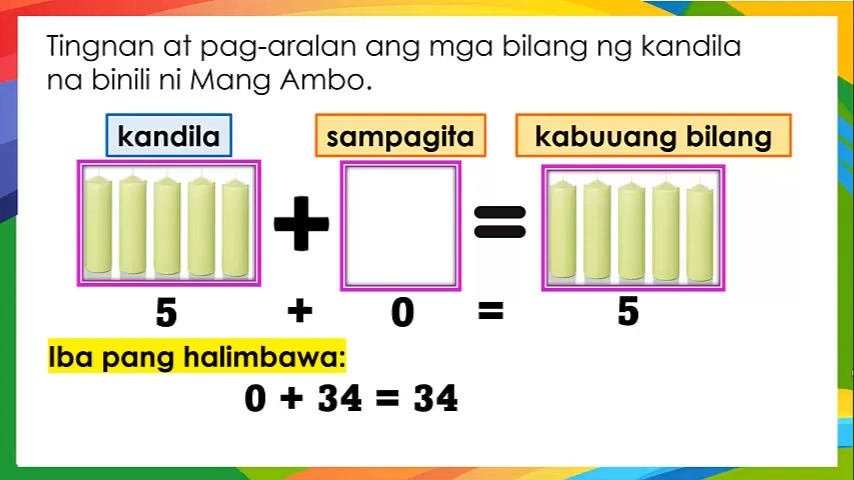 Tingnan at pag-aralan ang mga bilang ng kandila
na binili ni Mang Ambo.
kandila sampagita kabuuang bilang
+ =
5 + 0 = 5
Iba pang halimbawa:
0 + 34 = 34